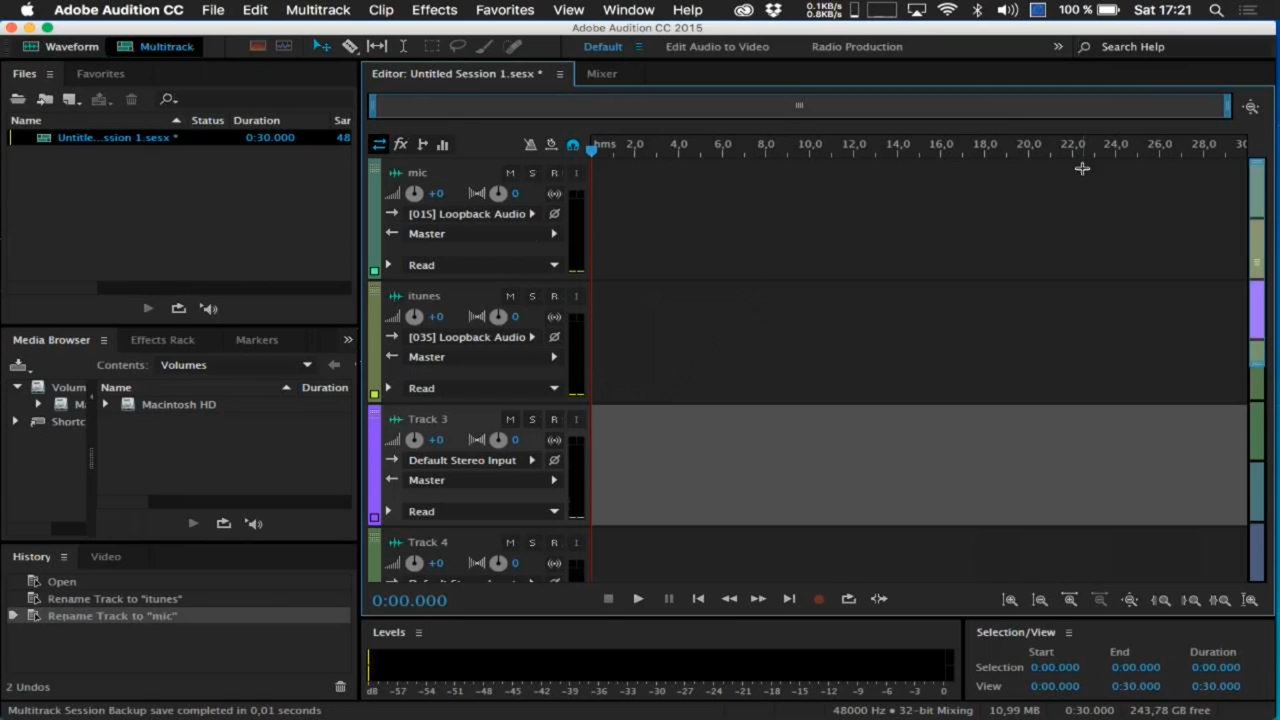 Adobe Audition CC File Edit Multitrack Clip Effects Favorites View Window Help 0.1KB/s 0.8KB/s 100 % Sat 17:21
Adobe Audition CC 2015
Waveform Multitrack Default Edit Audio to Video Radio Production Search Help
Files Favorites Editor: Untitled Session 1.sesx * Mixer
Name Status Duration Sar
Untitle...ssion 1.sesx * 0:30.000 48
hms 2,0 4,0 6,0 8,0 10,0 12,0 14,0 16,0 18,0 20,0 22,0 24,0 26,0 28,0 30
mic M S R I
+0 0
[01S] Loopback Audio
Master
Read
itunes M S R I
+0 0
[03S] Loopback Audio
Master
Read
Track 3 M S R I
+0 0
Default Stereo Input
Master
Read
Track 4 M S R I
+0 0
Media Browser Effects Rack Markers
Contents: Volumes
Volum Name Duration
Ma Macintosh HD
Shortc
History Video
Open
Rename Track to "itunes"
Rename Track to "mic"
2 Undos
0:00.000
Levels
dB -57 -54 -51 -48 -45 -42 -39 -36 -33 -30 -27 -24 -21 -18 -15 -12 -9 -6 -3 0
Selection/View
Start End Duration
Selection 0:00.000 0:00.000 0:00.000
View 0:00.000 0:30.000 0:30.000
Multitrack Session Backup save completed in 0,01 seconds 48000 Hz • 32-bit Mixing 10,99 MB 0:30.000 243,78 GB free